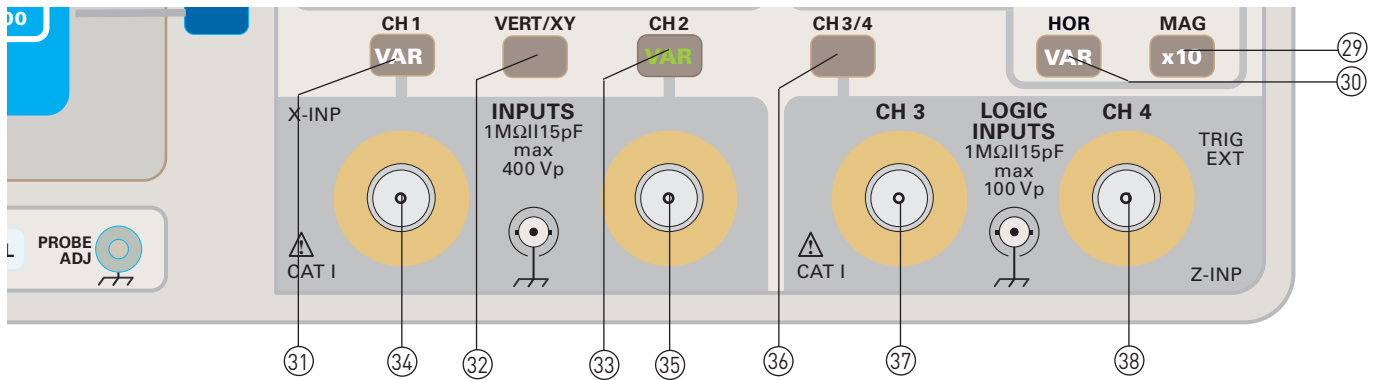 00
CH 1
VERT/XY
CH 2
CH 3/4
HOR
MAG
VAR
VAR
VAR
x10
29
30
X-INP
INPUTS
1MΩII15pF
max
400 Vp
CH 3
LOGIC
INPUTS
1MΩII15pF
max
100 Vp
CH 4
TRIG
EXT
L
PROBE
ADJ
CAT I
CAT I
Z-INP
31
34
32
33
35
36
37
38